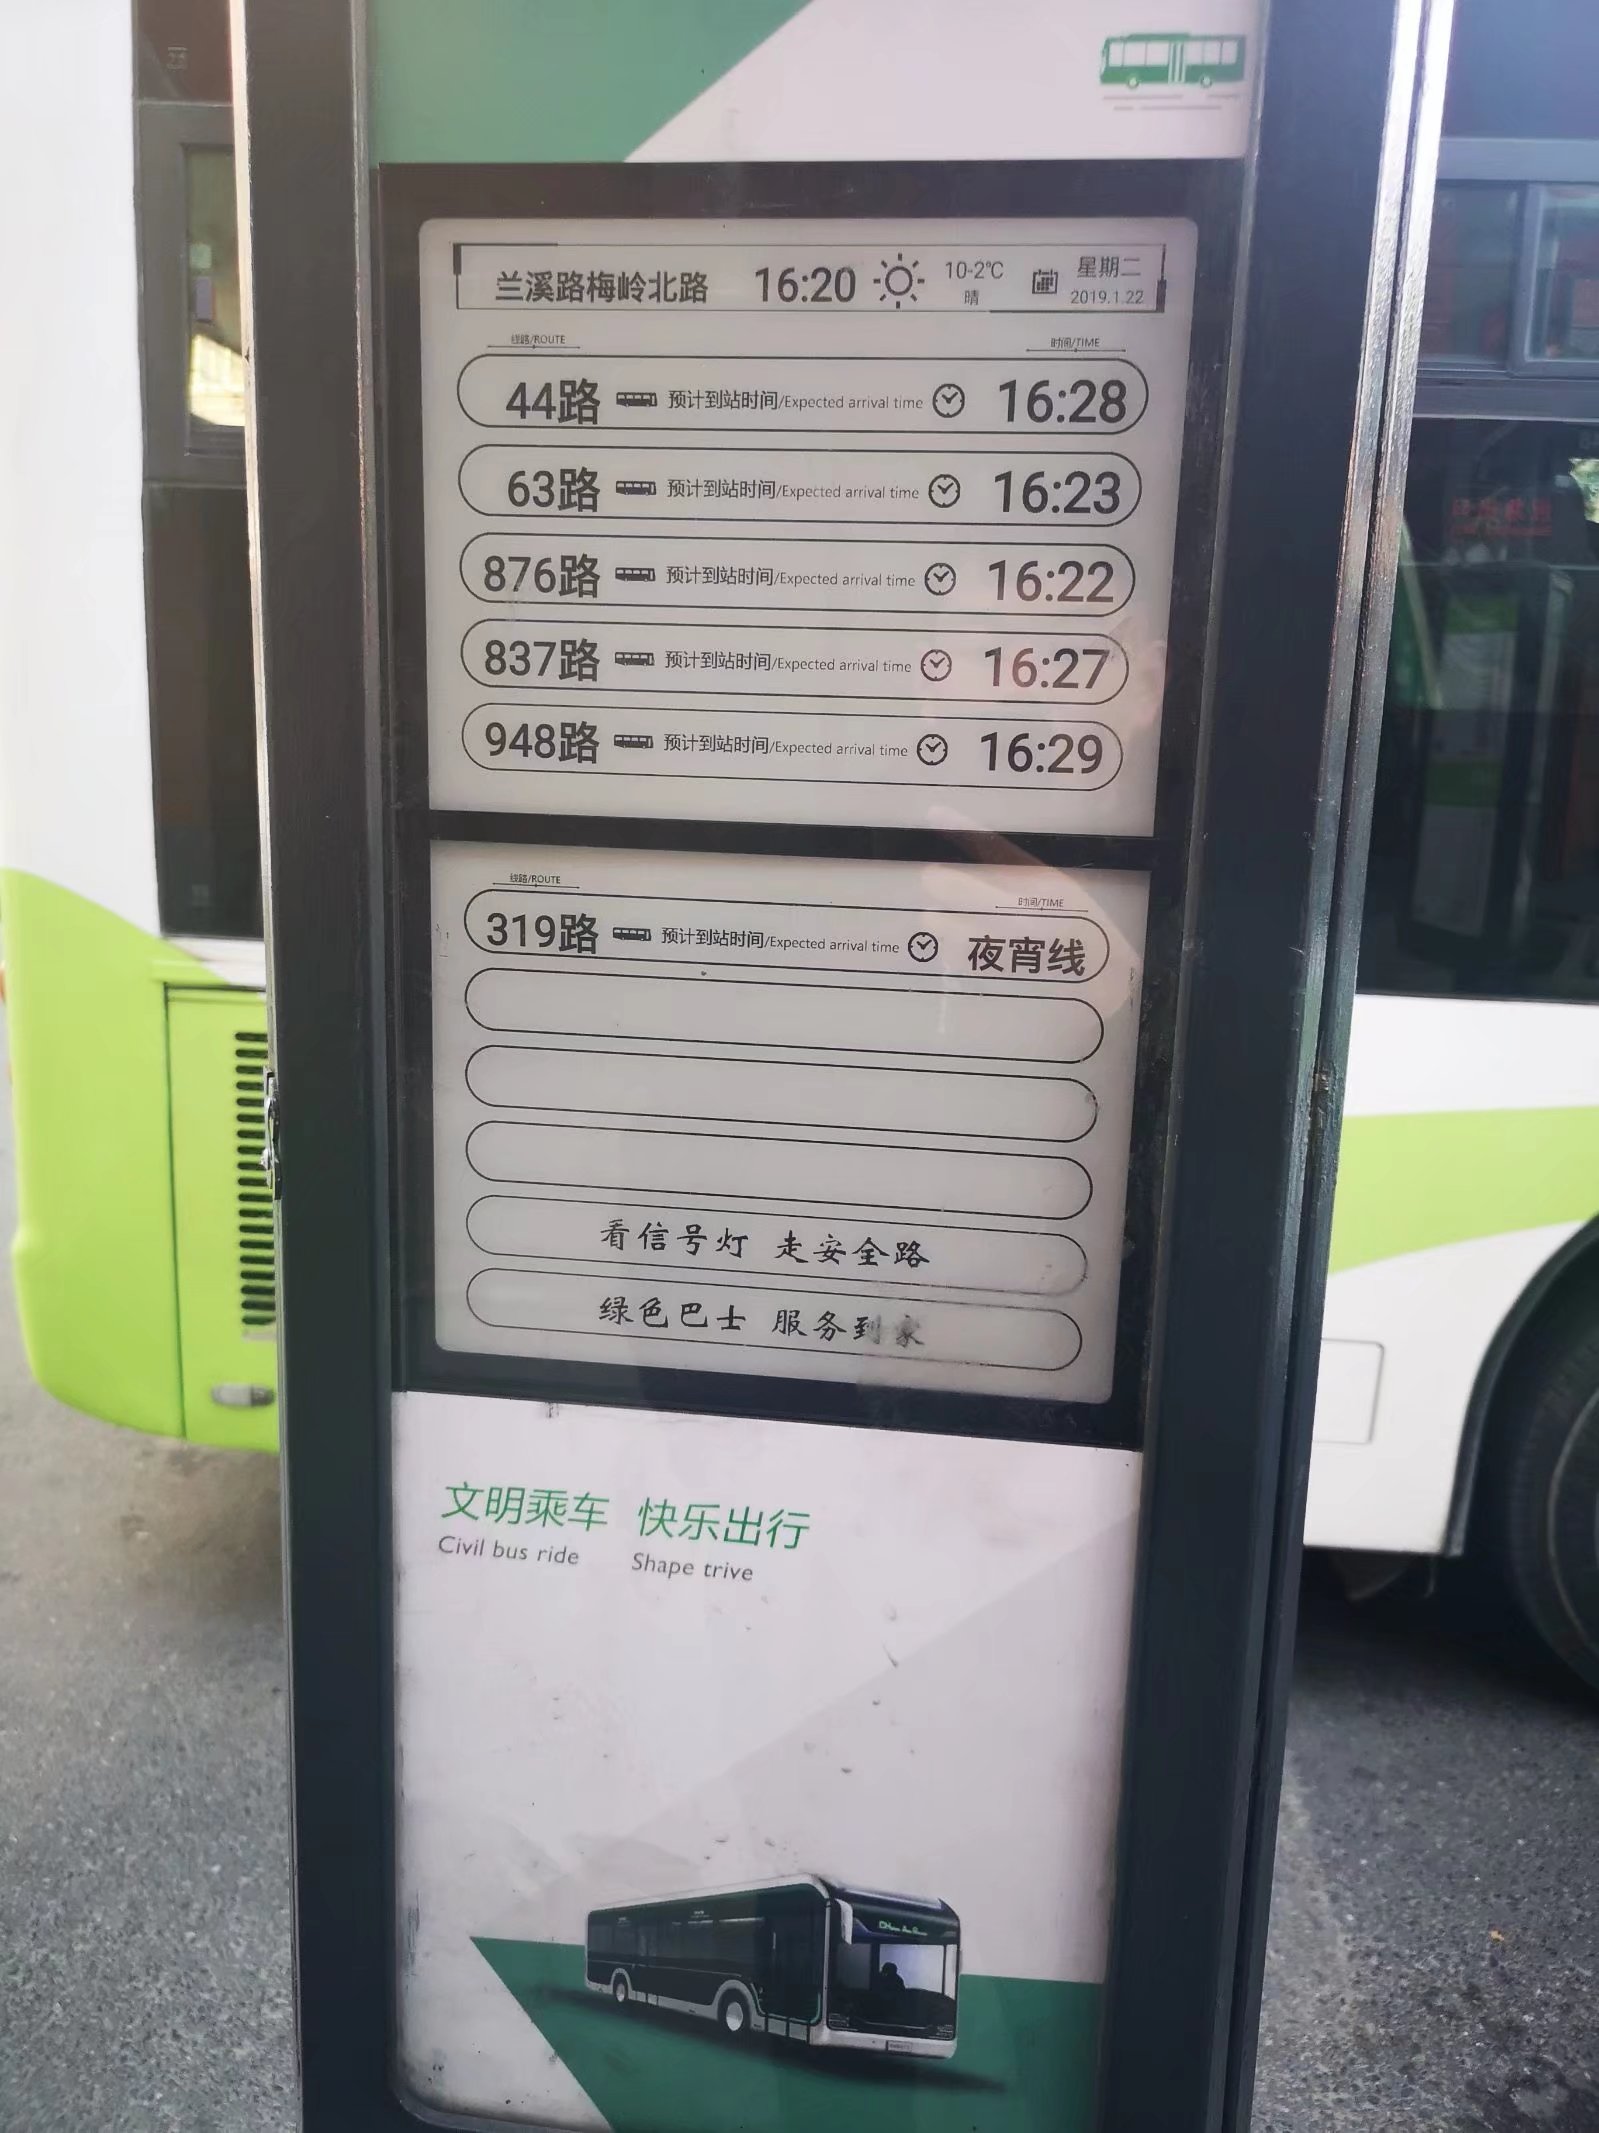 兰溪路梅岭北路 16:20 10-2℃ 晴 星期二 2019.1.22
线路/ROUTE 时间/TIME
44路 预计到站时间/Expected arrival time 16:28
63路 预计到站时间/Expected arrival time 16:23
876路 预计到站时间/Expected arrival time 16:22
837路 预计到站时间/Expected arrival time 16:27
948路 预计到站时间/Expected arrival time 16:29
线路/ROUTE 时间/TIME
319路 预计到站时间/Expected arrival time 夜宵线
看信号灯 走安全路
绿色巴士 服务到家
文明乘车 快乐出行
Civil bus ride Shape trive